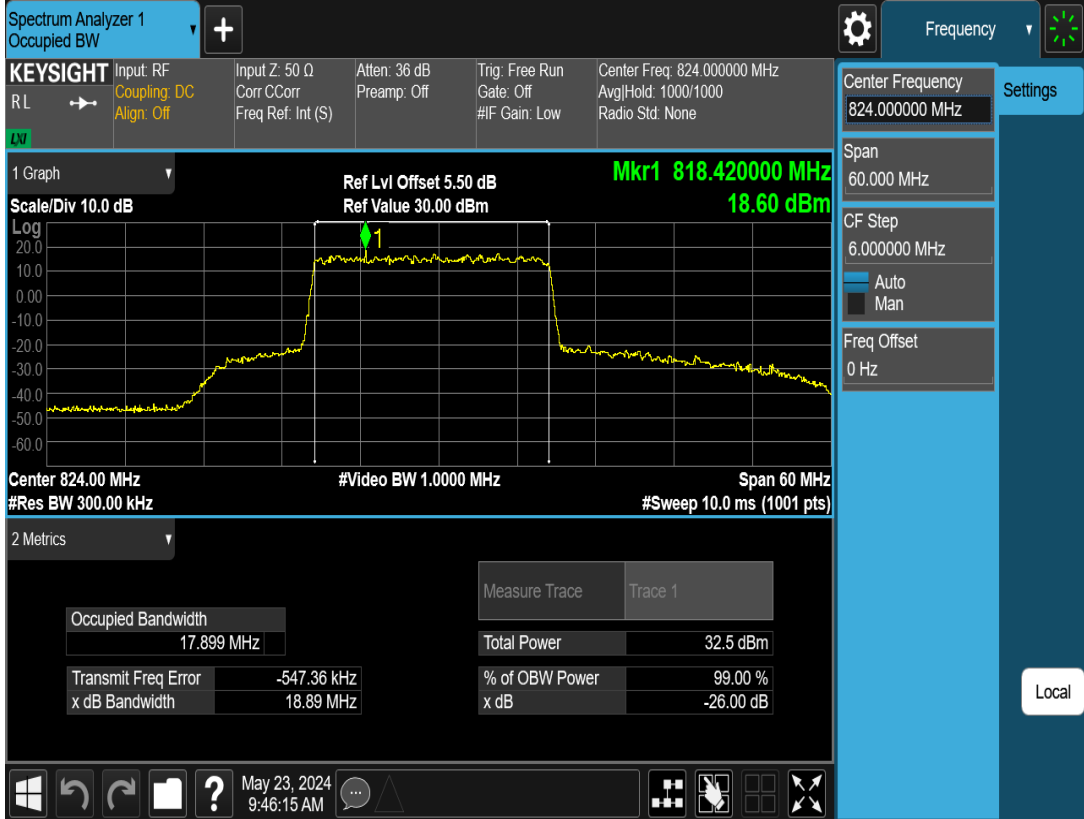 Spectrum Analyzer 1
Occupied BW
+
Frequency
KEYSIGHT
RL
LXI
Input: RF
Coupling: DC
Align: Off
Input Z: 50 Ω
Corr CCorr
Freq Ref: Int (S)
Atten: 36 dB
Preamp: Off
Trig: Free Run
Gate: Off
#IF Gain: Low
Center Freq: 824.000000 MHz
Avg|Hold: 1000/1000
Radio Std: None
Center Frequency
824.000000 MHz
Settings
Span
60.000 MHz
CF Step
6.000000 MHz
Auto
Man
Freq Offset
0 Hz
Local
1 Graph
Ref Lvl Offset 5.50 dB
Mkr1 818.420000 MHz
Scale/Div 10.0 dB
Ref Value 30.00 dBm
18.60 dBm
Log
1
20.0
10.0
0.00
-10.0
-20.0
-30.0
-40.0
-50.0
-60.0
Center 824.00 MHz
#Video BW 1.0000 MHz
Span 60 MHz
#Res BW 300.00 kHz
#Sweep 10.0 ms (1001 pts)
2 Metrics
Measure Trace
Trace 1
Occupied Bandwidth
17.899 MHz
Total Power
32.5 dBm
Transmit Freq Error
-547.36 kHz
% of OBW Power
99.00 %
x dB Bandwidth
18.89 MHz
x dB
-26.00 dB
?
May 23, 2024
9:46:15 AM